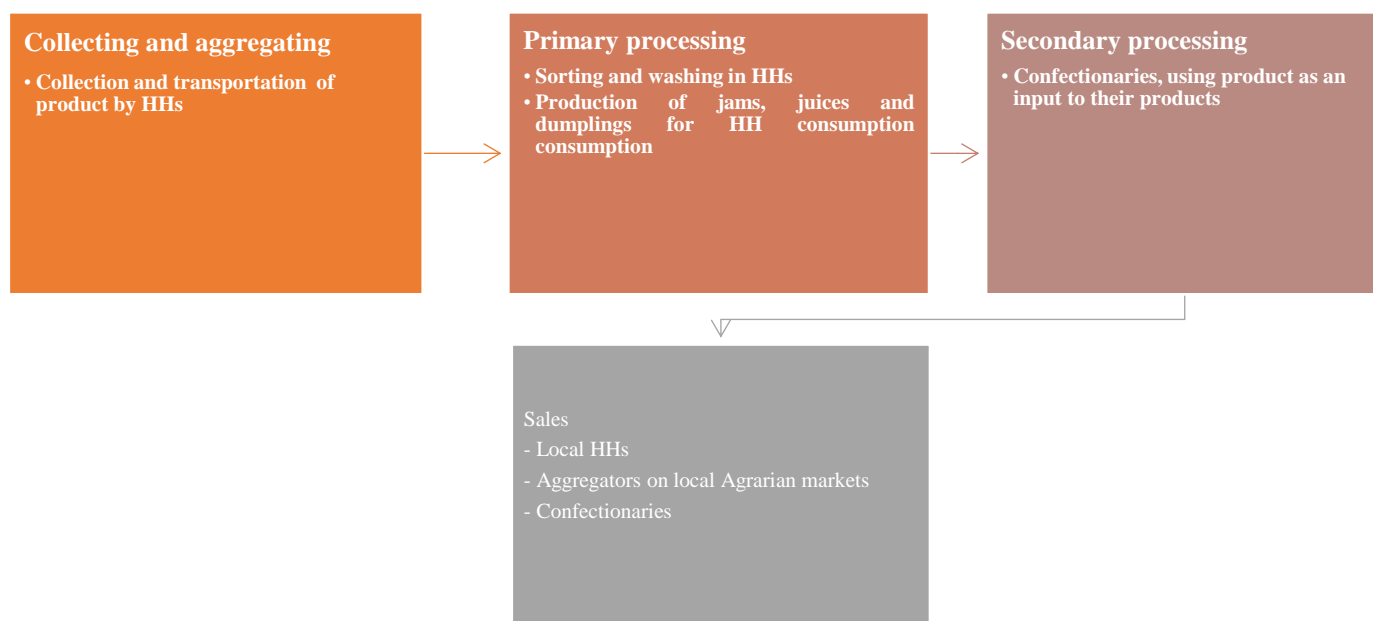 Collecting and aggregating
• Collection and transportation of
product by HHs
Primary processing
• Sorting and washing in HHs
• Production of jams, juices and
dumplings for HH consumption
consumption
Secondary processing
• Confectionaries, using product as an
input to their products
Sales
- Local HHs
- Aggregators on local Agrarian markets
- Confectionaries